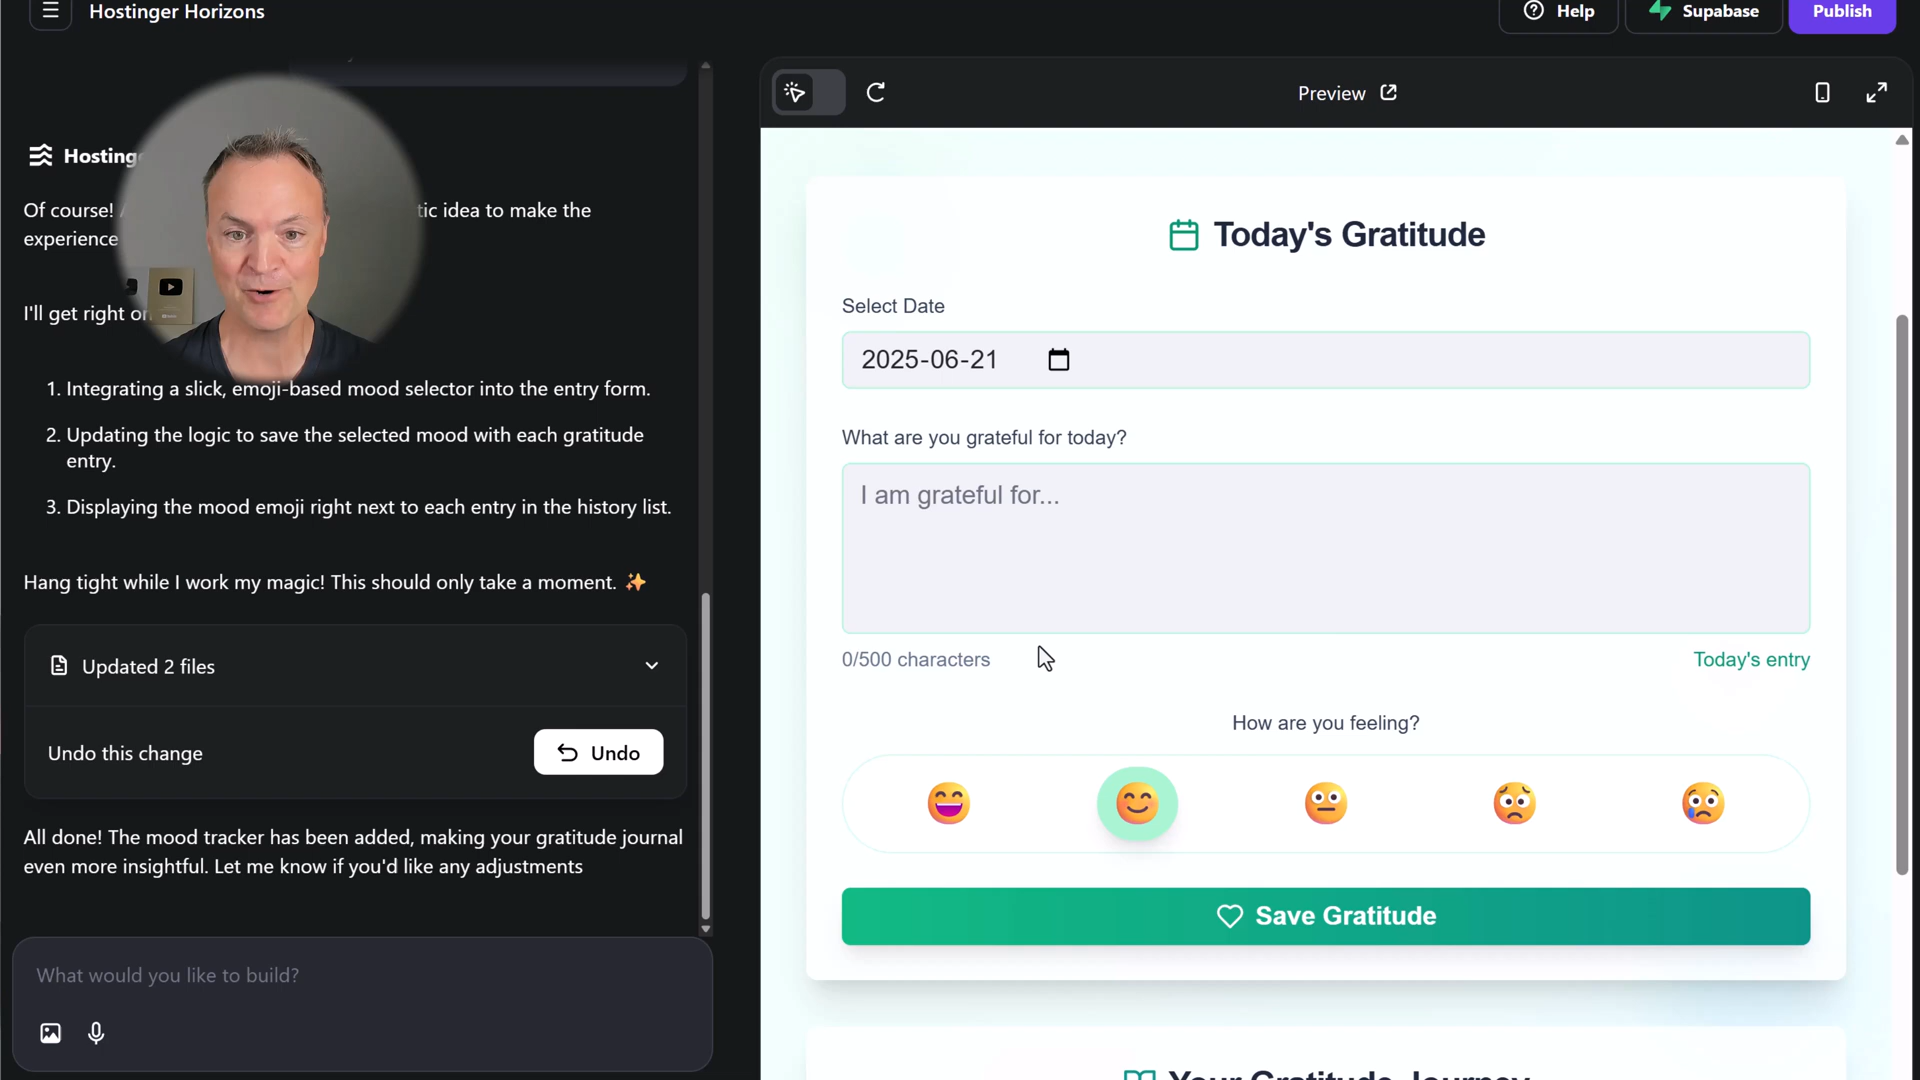 Hostinger Horizons
Help
Supabase
Publish
Of course!
tic idea to make the
experience
I'll get right on
1. Integrating a slick, emoji-based mood selector into the entry form.
2. Updating the logic to save the selected mood with each gratitude
entry.
3. Displaying the mood emoji right next to each entry in the history list.
Hang tight while I work my magic! This should only take a moment. ✨
Updated 2 files
Undo this change
Undo
All done! The mood tracker has been added, making your gratitude journal
even more insightful. Let me know if you'd like any adjustments
What would you like to build?
Preview
Today's Gratitude
Select Date
2025-06-21
What are you grateful for today?
I am grateful for...
0/500 characters
Today's entry
How are you feeling?
Save Gratitude
Your Gratitude Journey